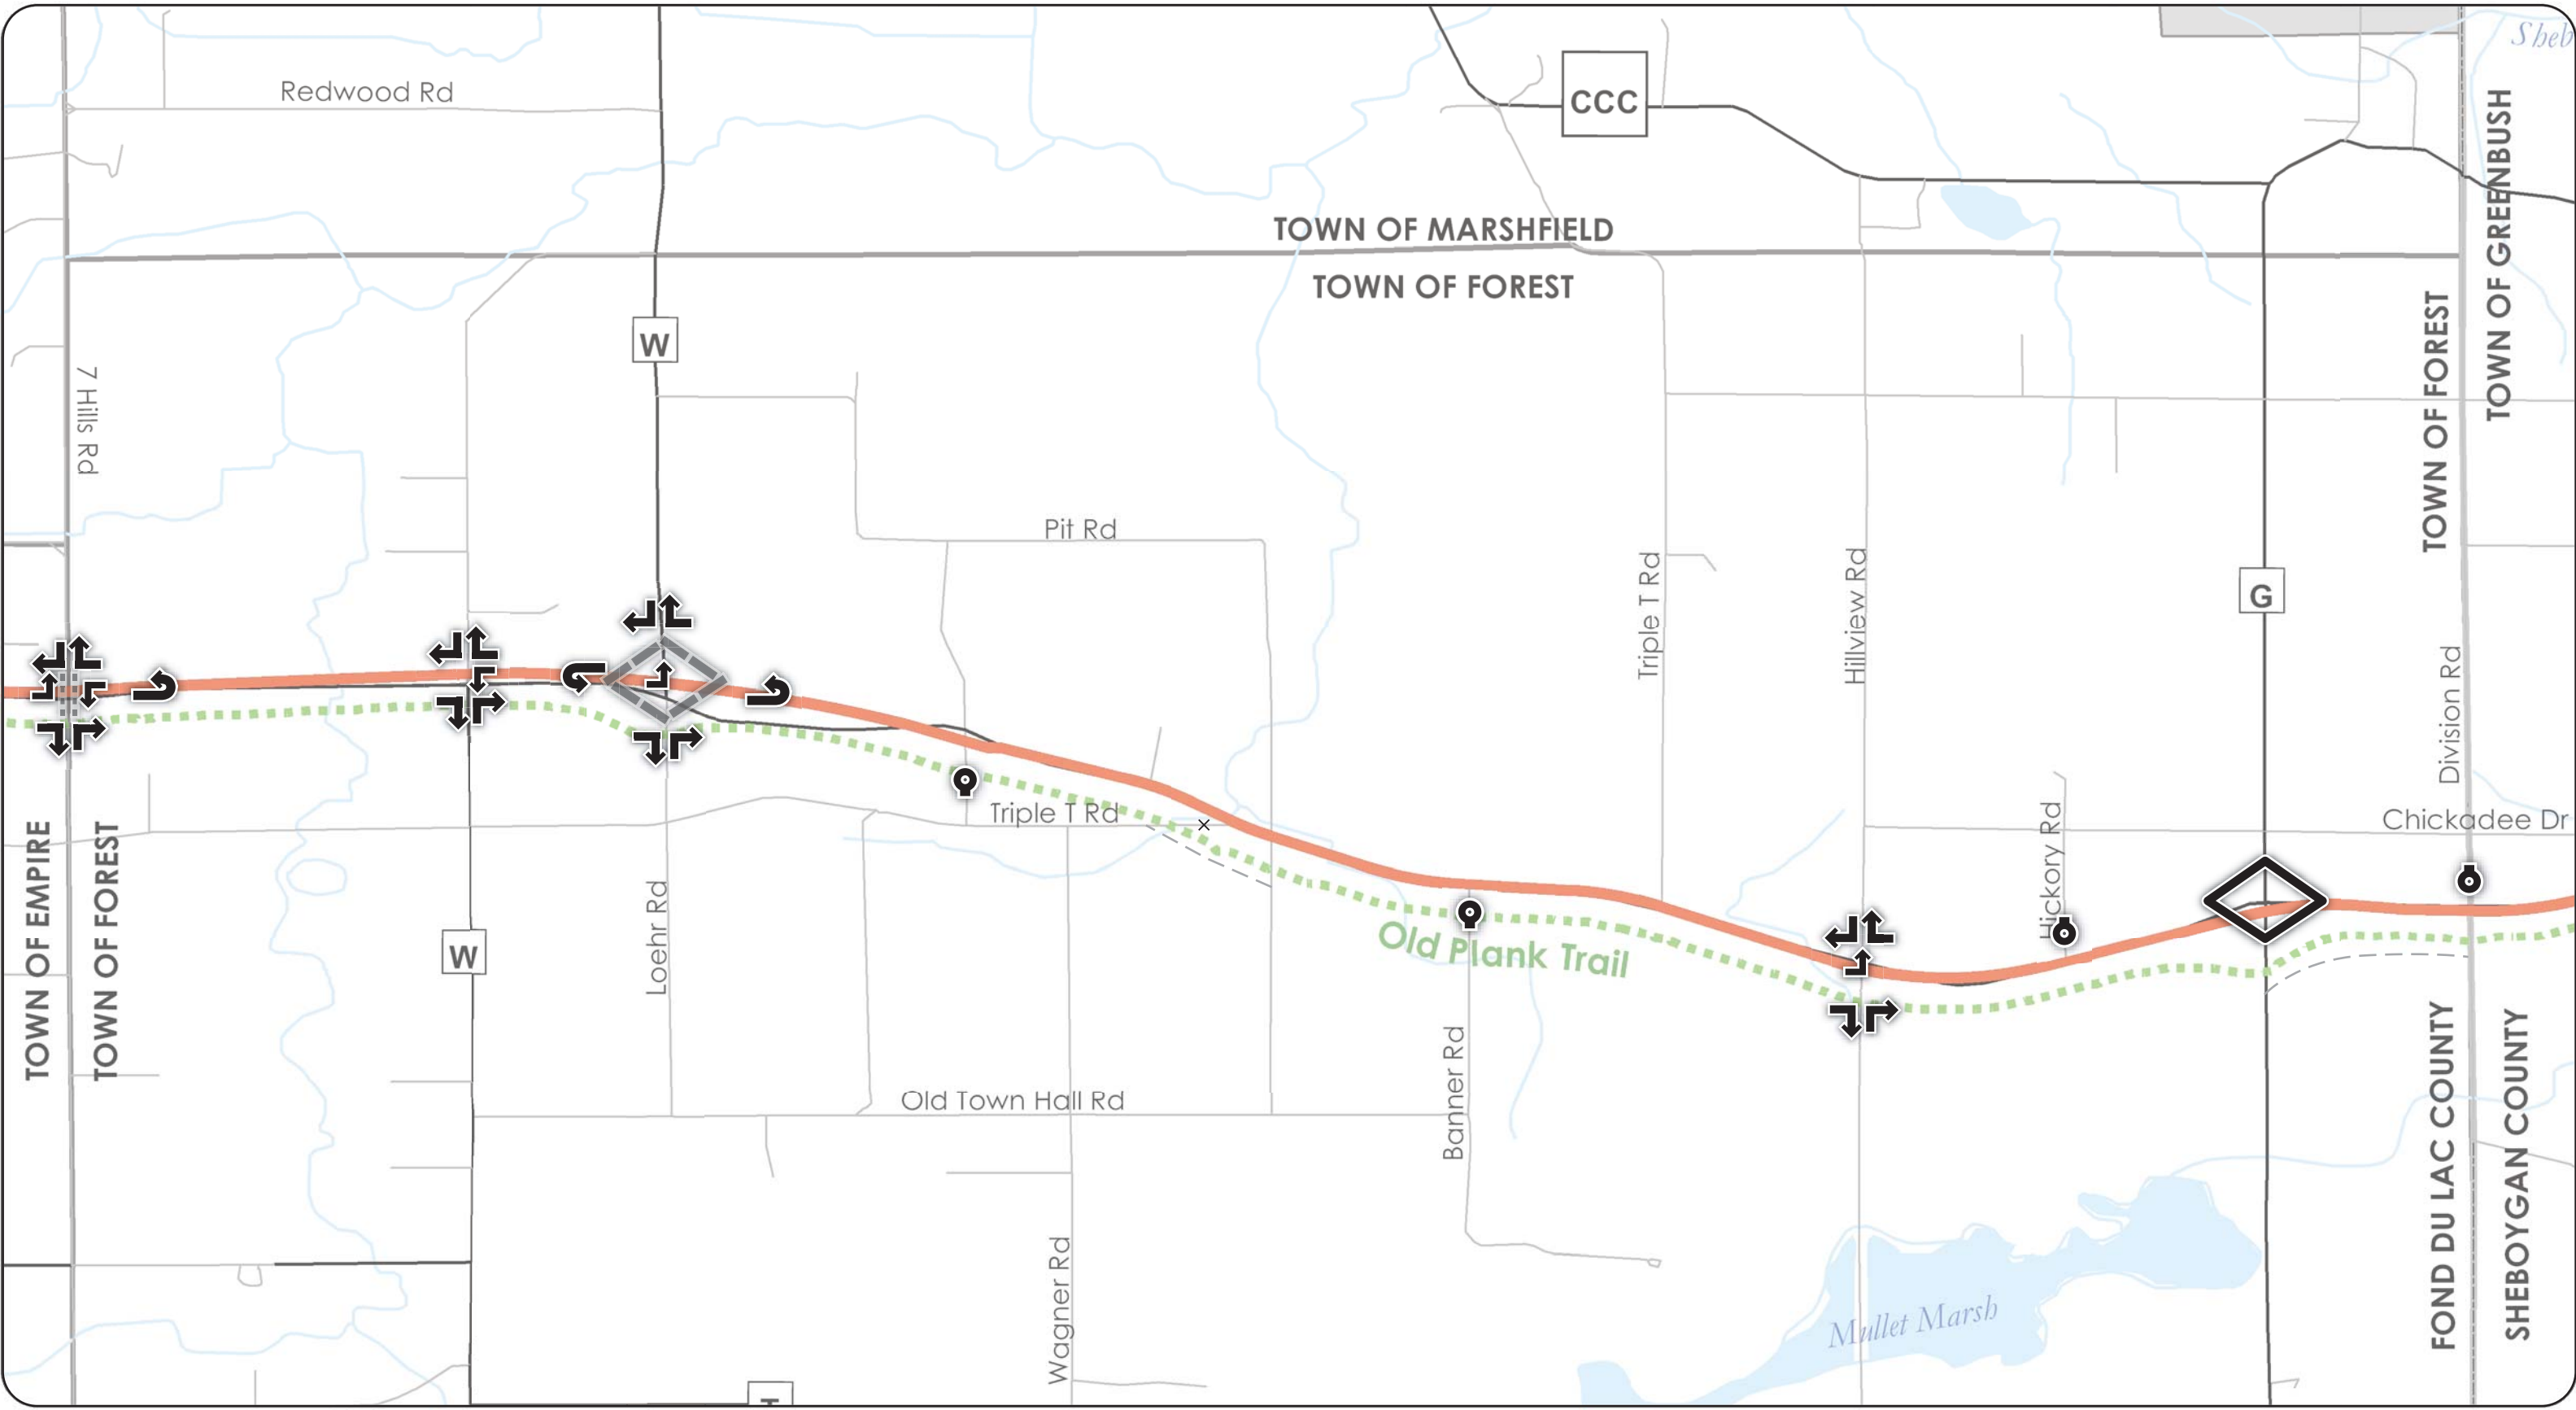 Sheb
Redwood Rd
CCC
TOWN OF MARSHFIELD
TOWN OF FOREST
TOWN OF GREENBUSH
TOWN OF FOREST
W
7 Hills Rd
Pit Rd
Triple T Rd
Hillview Rd
G
Division Rd
Triple T Rd
Chickadee Dr
Hickory Rd
TOWN OF EMPIRE
TOWN OF FOREST
W
Loehr Rd
Old Plank Trail
Banner Rd
Old Town Hall Rd
FOND DU LAC COUNTY
SHEBOYGAN COUNTY
Wagner Rd
Mullet Marsh